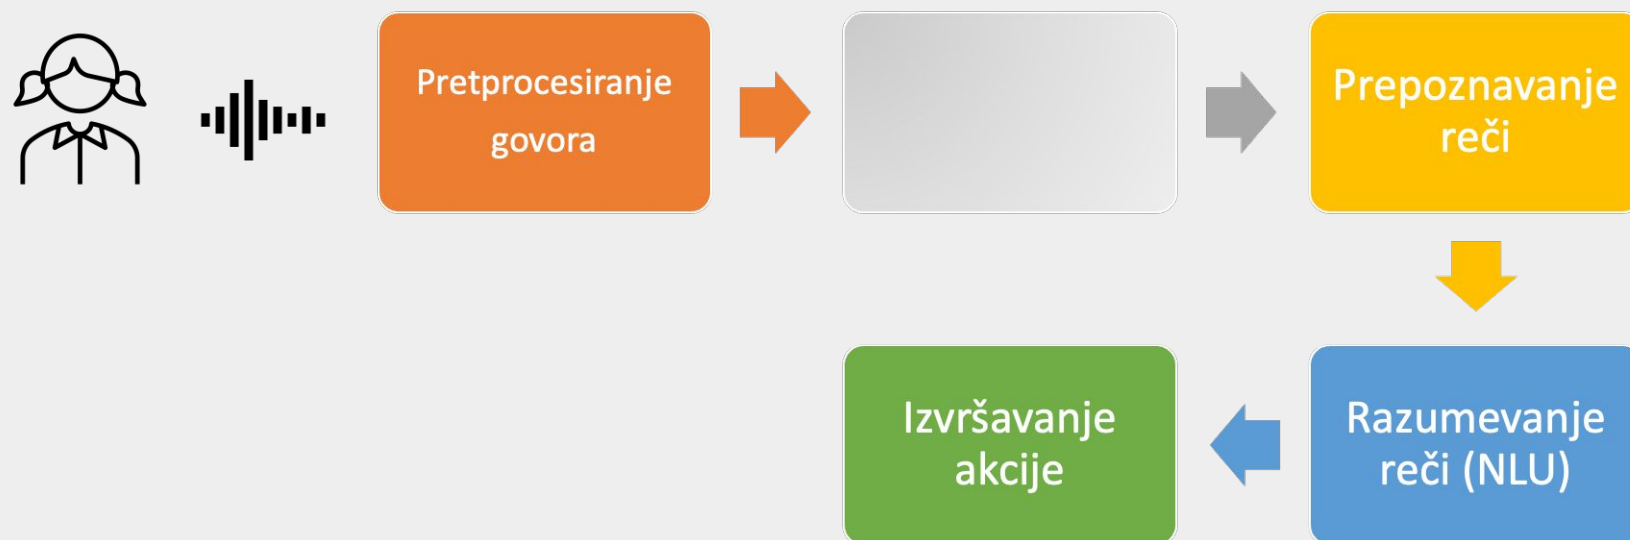 Pretprocesiranje
govora
Prepoznavanje
reči
Izvršavanje
akcije
Razumevanje
reči (NLU)